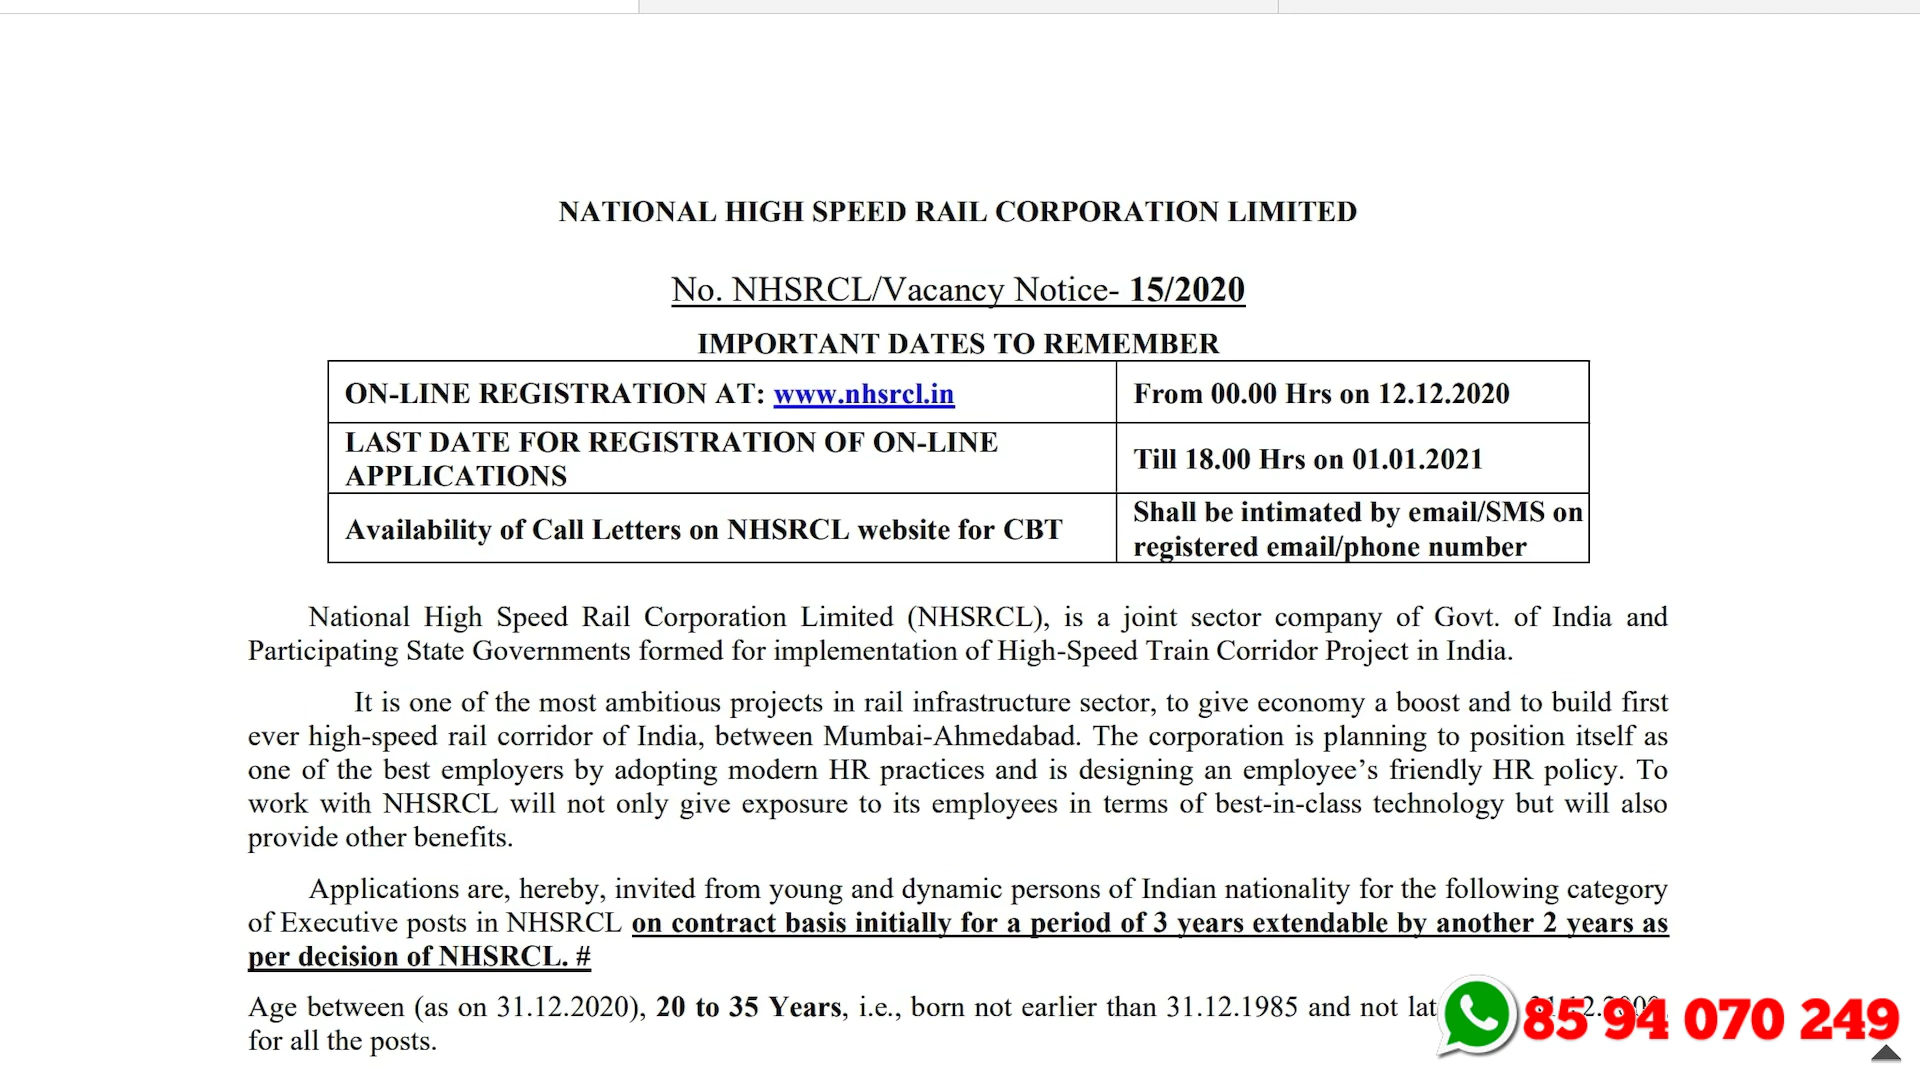 NATIONAL HIGH SPEED RAIL CORPORATION LIMITED
No. NHSRCL/Vacancy Notice- 15/2020
IMPORTANT DATES TO REMEMBER
ON-LINE REGISTRATION AT: www.nhsrcl.in From 00.00 Hrs on 12.12.2020
LAST DATE FOR REGISTRATION OF ON-LINE
APPLICATIONS
Till 18.00 Hrs on 01.01.2021
Availability of Call Letters on NHSRCL website for CBT
Shall be intimated by email/SMS on
registered email/phone number
National High Speed Rail Corporation Limited (NHSRCL), is a joint sector company of Govt. of India and
Participating State Governments formed for implementation of High-Speed Train Corridor Project in India.
It is one of the most ambitious projects in rail infrastructure sector, to give economy a boost and to build first
ever high-speed rail corridor of India, between Mumbai-Ahmedabad. The corporation is planning to position itself as
one of the best employers by adopting modern HR practices and is designing an employee’s friendly HR policy. To
work with NHSRCL will not only give exposure to its employees in terms of best-in-class technology but will also
provide other benefits.
Applications are, hereby, invited from young and dynamic persons of Indian nationality for the following category
of Executive posts in NHSRCL on contract basis initially for a period of 3 years extendable by another 2 years as
per decision of NHSRCL. #
Age between (as on 31.12.2020), 20 to 35 Years, i.e., born not earlier than 31.12.1985 and not
for all the posts.
85 94 070 249